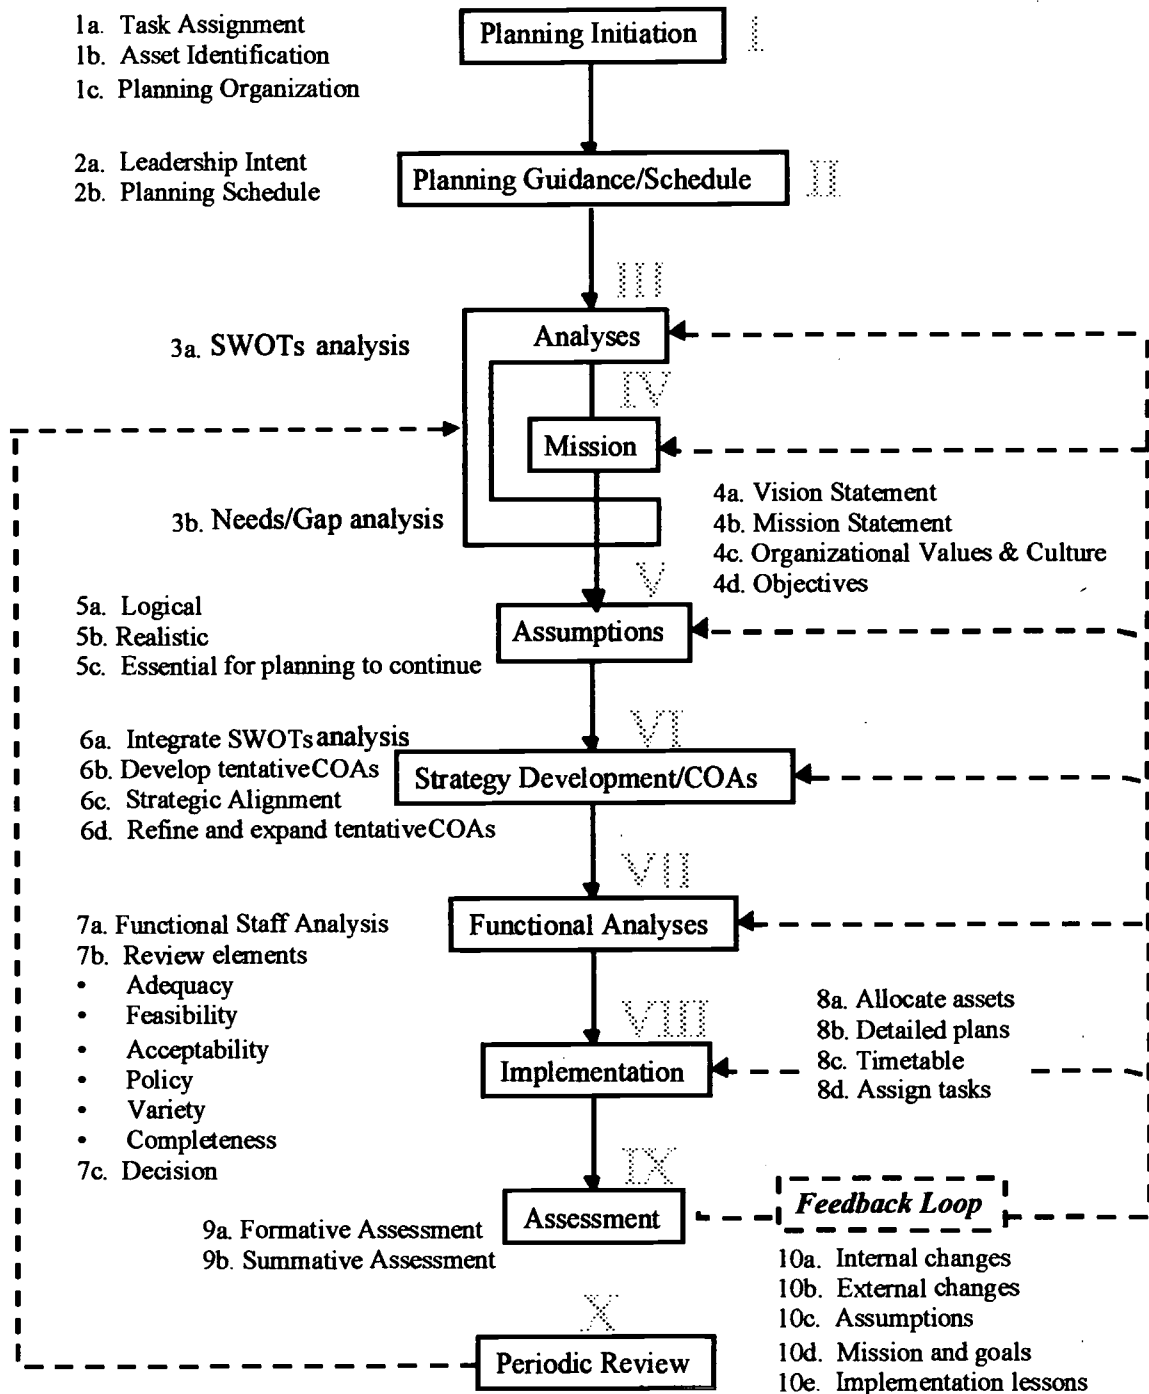 1a. Task Assignment
1b. Asset Identification
1c. Planning Organization
Planning Initiation
I
2a. Leadership Intent
2b. Planning Schedule
Planning Guidance/Schedule
II
III
Analyses
3a. SWOTs analysis
IV
Mission
3b. Needs/Gap analysis
4a. Vision Statement
4b. Mission Statement
4c. Organizational Values & Culture
4d. Objectives
V
5a. Logical
5b. Realistic
5c. Essential for planning to continue
Assumptions
VI
6a. Integrate SWOTs analysis
6b. Develop tentative COAs
6c. Strategic Alignment
6d. Refine and expand tentative COAs
Strategy Development/COAs
VII
Functional Analyses
7a. Functional Staff Analysis
7b. Review elements
• Adequacy
• Feasibility
• Acceptability
• Policy
• Variety
• Completeness
7c. Decision
VIII
Implementation
8a. Allocate assets
8b. Detailed plans
8c. Timetable
8d. Assign tasks
IX
Assessment
9a. Formative Assessment
9b. Summative Assessment
Feedback Loop
10a. Internal changes
10b. External changes
10c. Assumptions
10d. Mission and goals
10e. Implementation lessons
X
Periodic Review